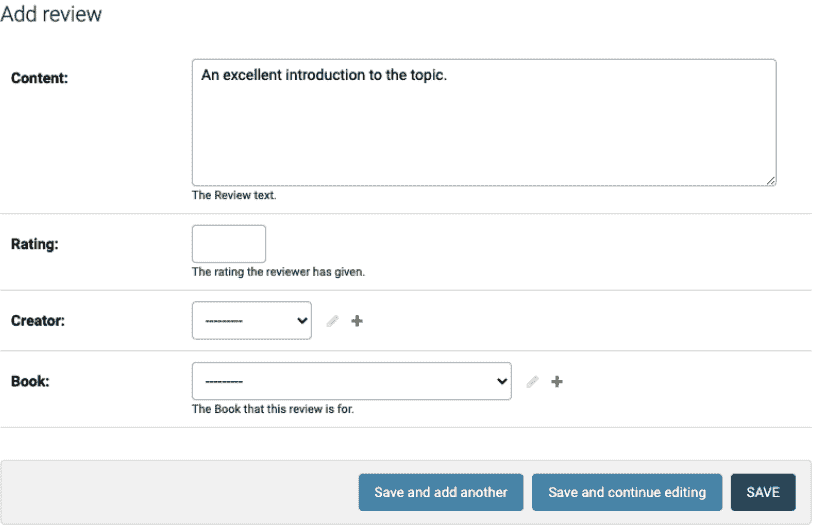 Add review
Content:
An excellent introduction to the topic.
The Review text.
Rating:
The rating the reviewer has given.
Creator:
---------
Book:
---------
The Book that this review is for.
Save and add another
Save and continue editing
SAVE